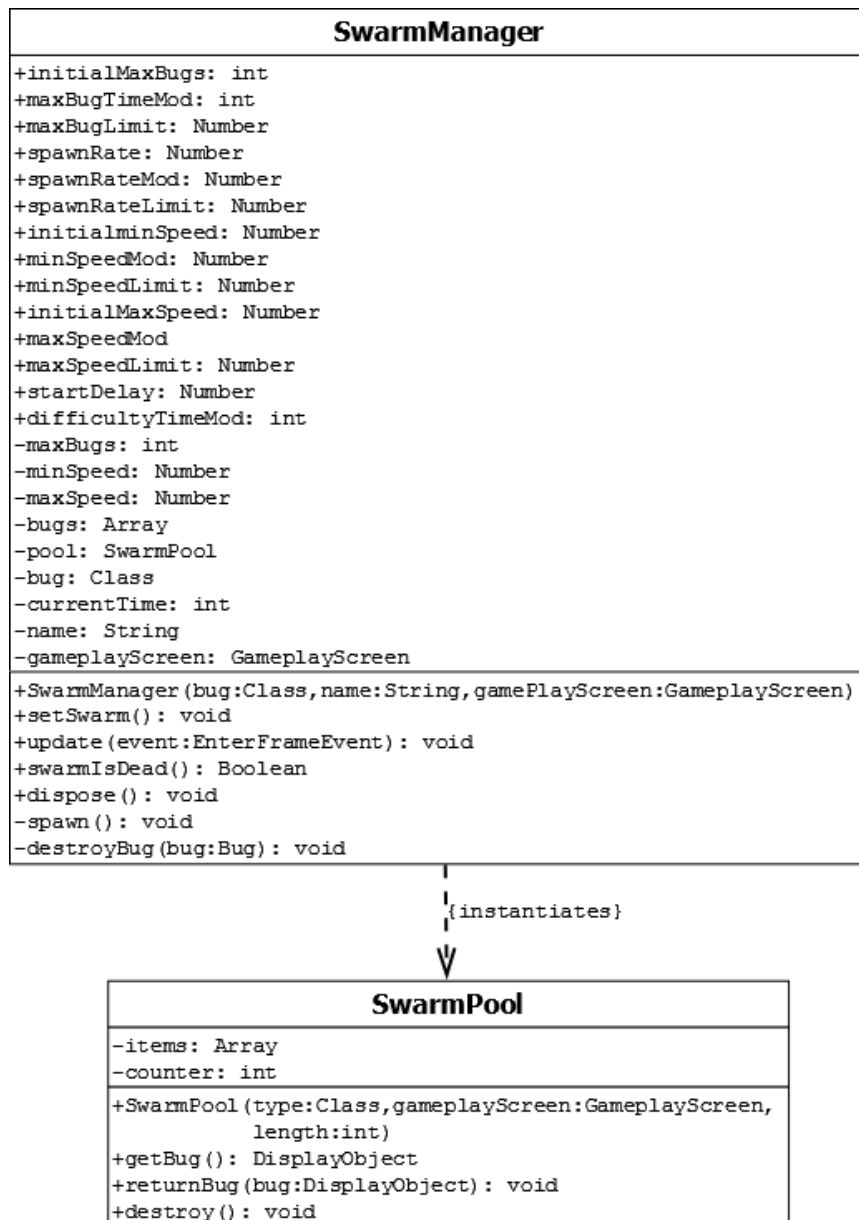 SwarmManager
+initialMaxBugs: int
+maxBugTimeMod: int
+maxBugLimit: Number
+spawnRate: Number
+spawnRateMod: Number
+spawnRateLimit: Number
+initialminSpeed: Number
+minSpeedMod: Number
+minSpeedLimit: Number
+initialMaxSpeed: Number
+maxSpeedMod
+maxSpeedLimit: Number
+startDelay: Number
+difficultyTimeMod: int
-maxBugs: int
-minSpeed: Number
-maxSpeed: Number
-bugs: Array
-pool: SwarmPool
-bug: Class
-currentTime: int
-name: String
-gameplayScreen: GameplayScreen
+SwarmManager(bug:Class,name:String,gamePlayScreen:GameplayScreen)
+setSwarm(): void
+update(event:EnterFrameEvent): void
+swarmIsDead(): Boolean
+dispose(): void
-spawn(): void
-destroyBug(bug:Bug): void
{instantiates}
SwarmPool
-items: Array
-counter: int
+SwarmPool(type:Class,gameplayScreen:GameplayScreen,
length:int)
+getBug(): DisplayObject
+returnBug(bug:DisplayObject): void
+destroy(): void